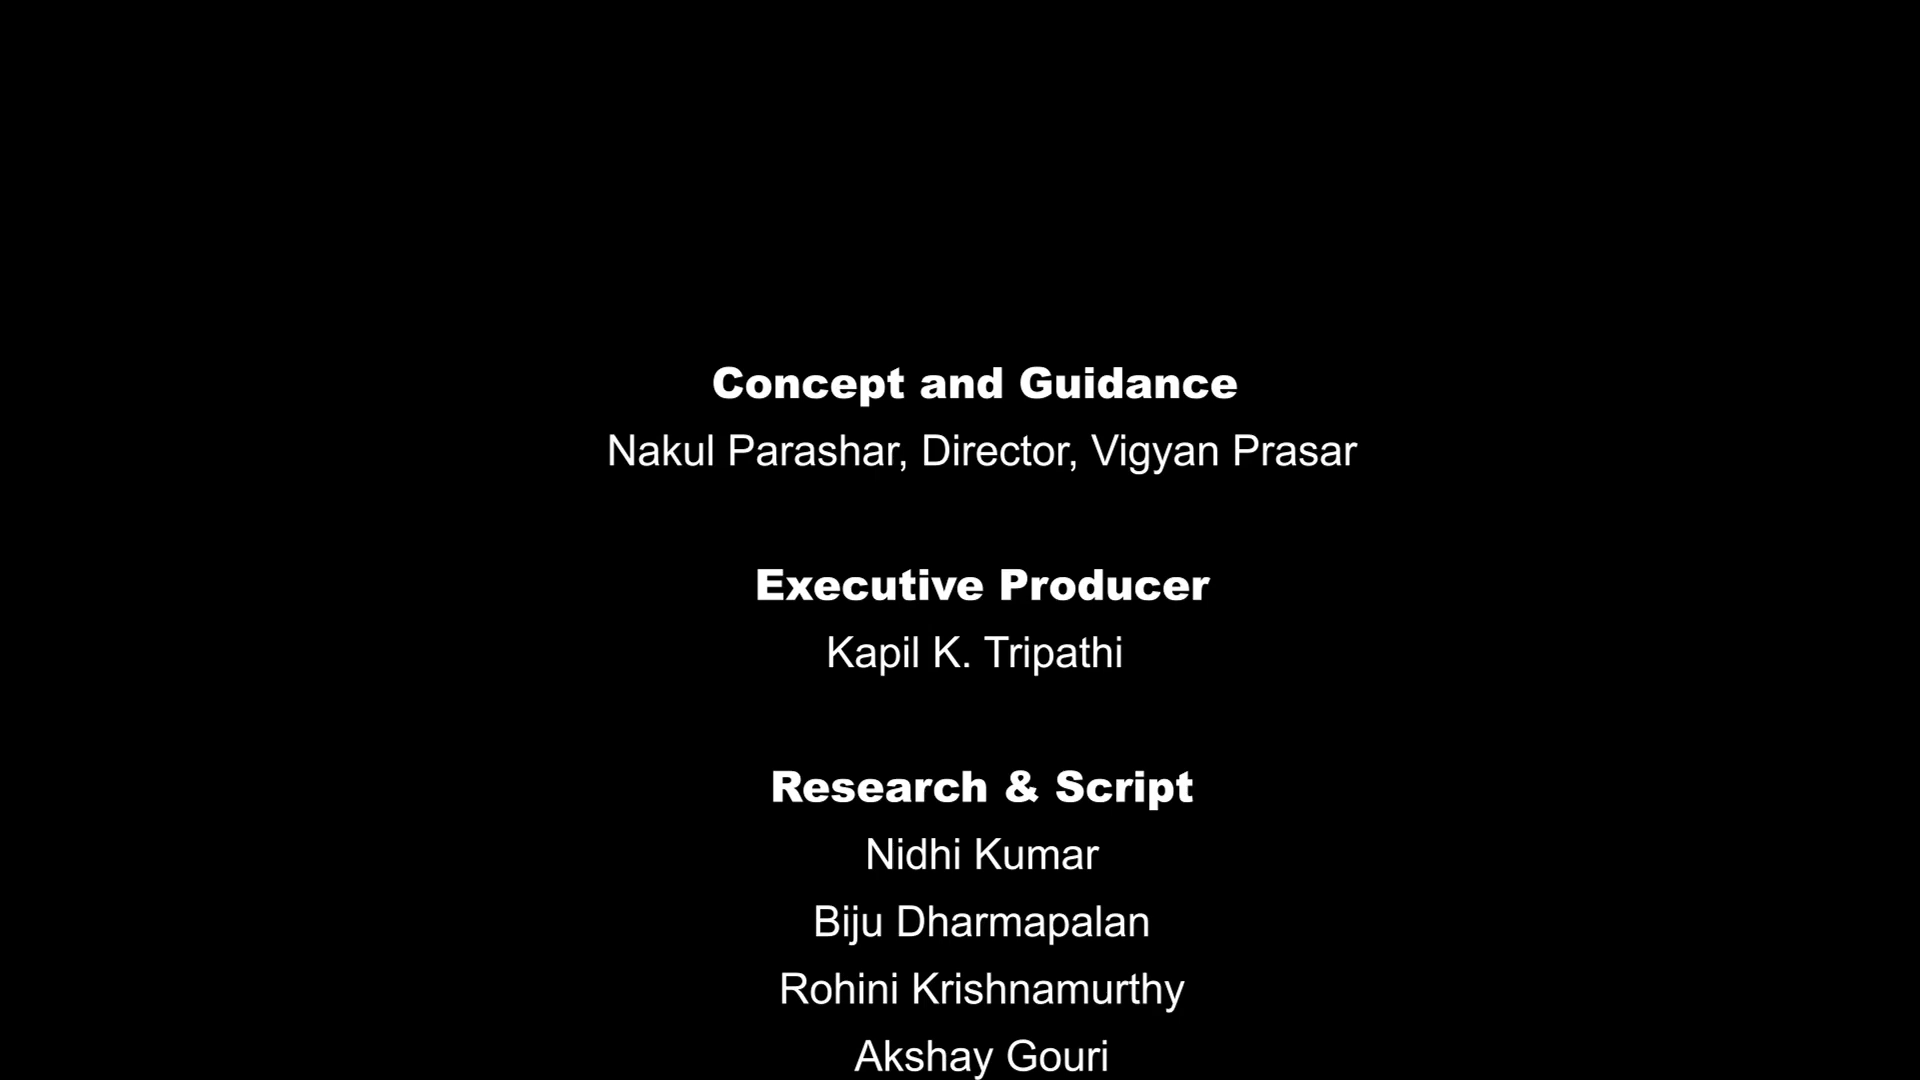 Concept and Guidance
Nakul Parashar, Director, Vigyan Prasar
Executive Producer
Kapil K. Tripathi
Research & Script
Nidhi Kumar
Biju Dharmapalan
Rohini Krishnamurthy
Akshay Gouri